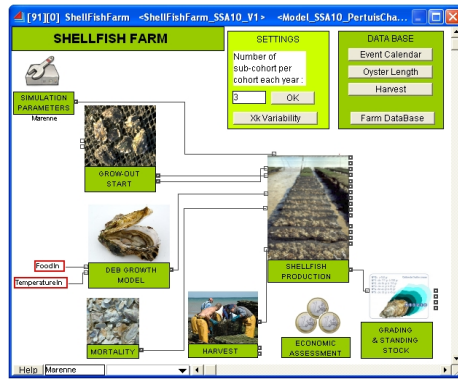 [91][0] ShellFishFarm <ShellFishFarm_SSA10_V1> <Model_SSA10_PertuisCha...
SHELLFISH FARM
SETTINGS
Number of
sub-cohort per
cohort each year :
3
OK
Xk Variability
DATA BASE
Event Calendar
Oyster Length
Harvest
Farm DataBase
SIMULATION
PARAMETERS
Marenne
GROW-OUT
START
FoodIn
TemperatureIn
DEB GROWTH
MODEL
SHELLFISH
PRODUCTION
MORTALITY
HARVEST
ECONOMIC
ASSESSMENT
GRADING
& STANDING
STOCK
Help
Marenne